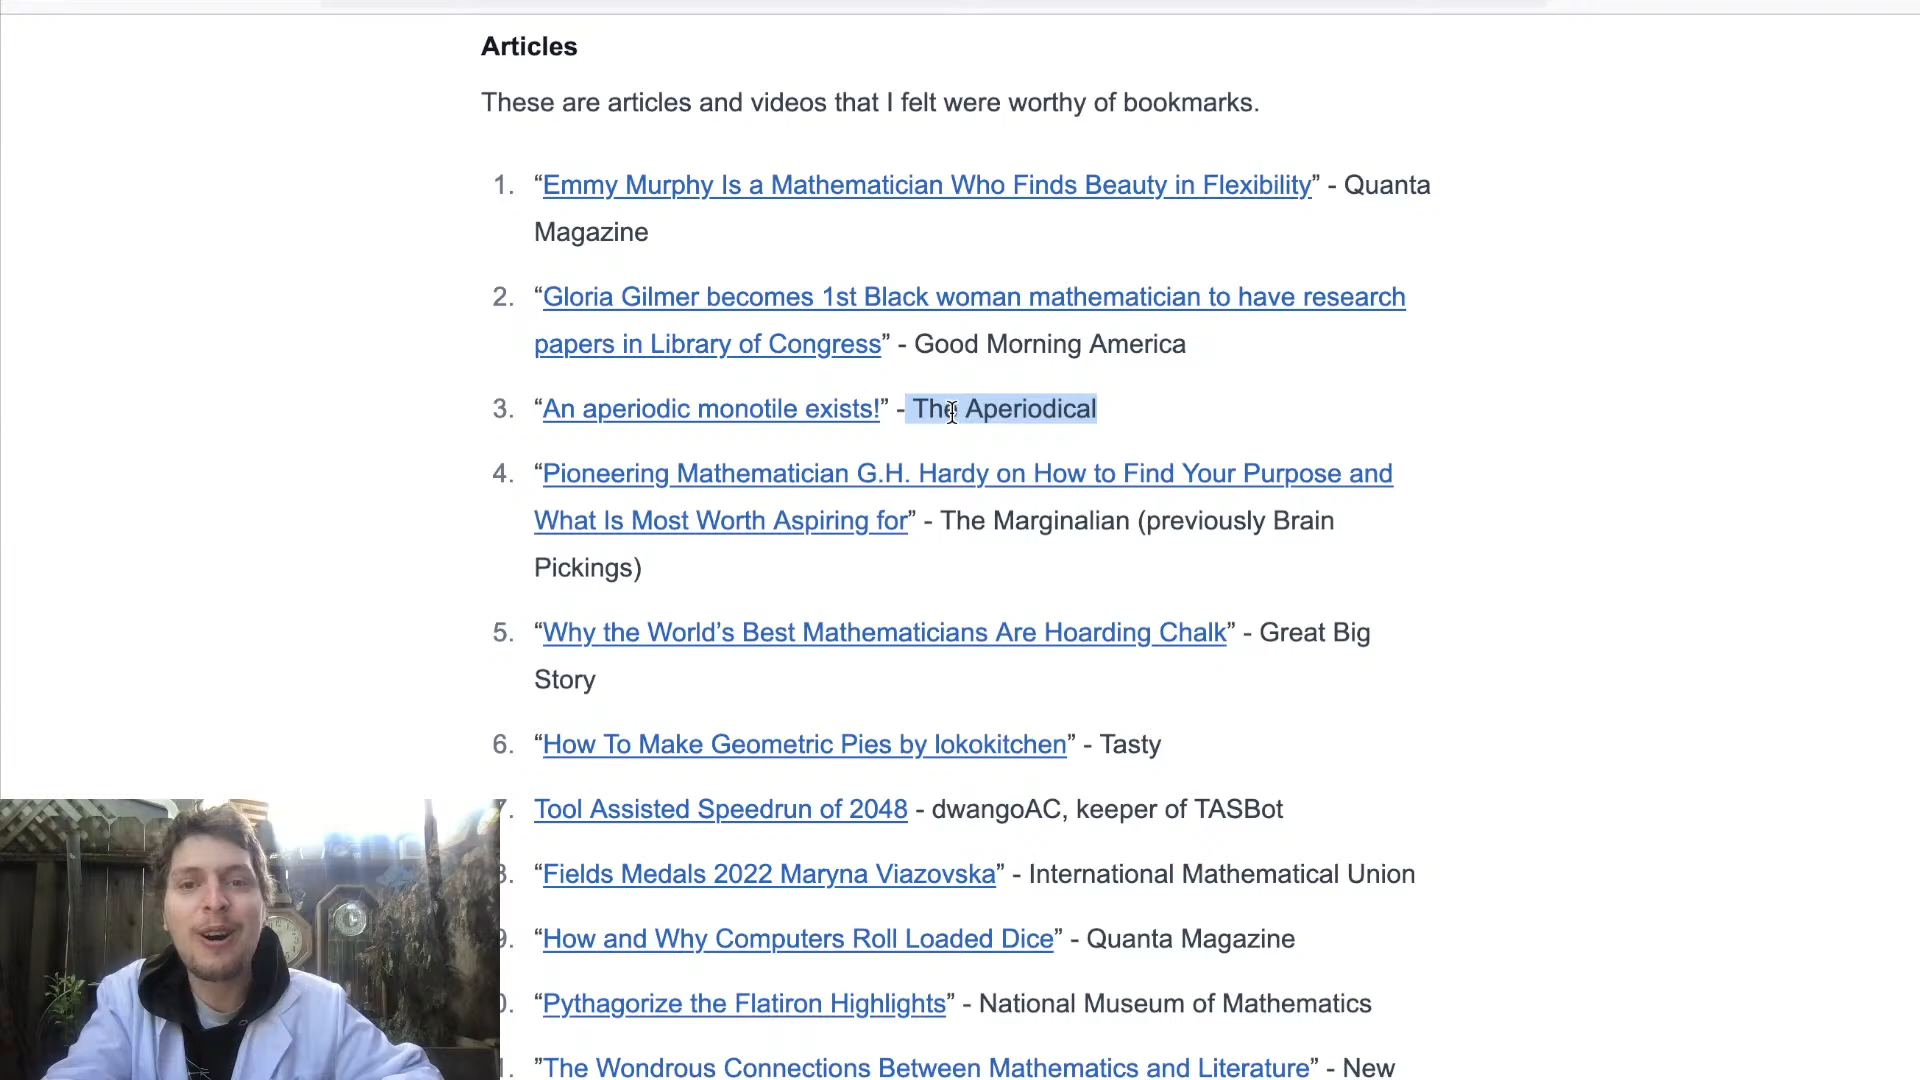 Articles
These are articles and videos that I felt were worthy of bookmarks.
1. “Emmy Murphy Is a Mathematician Who Finds Beauty in Flexibility” - Quanta
Magazine
2. “Gloria Gilmer becomes 1st Black woman mathematician to have research
papers in Library of Congress” - Good Morning America
3. “An aperiodic monotile exists!” - The Aperiodical
4. “Pioneering Mathematician G.H. Hardy on How to Find Your Purpose and
What Is Most Worth Aspiring for” - The Marginalian (previously Brain
Pickings)
5. “Why the World’s Best Mathematicians Are Hoarding Chalk” - Great Big
Story
6. “How To Make Geometric Pies by lokokitchen” - Tasty
7. Tool Assisted Speedrun of 2048 - dwangoAC, keeper of TASBot
8. “Fields Medals 2022 Maryna Viazovska” - International Mathematical Union
9. “How and Why Computers Roll Loaded Dice” - Quanta Magazine
0. “Pythagorize the Flatiron Highlights” - National Museum of Mathematics
”The Wondrous Connections Between Mathematics and Literature” - New